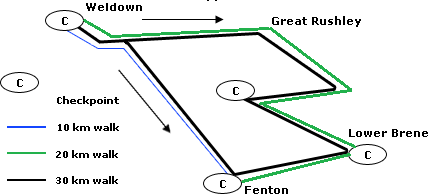 Weldown
C
Great Rushley
C
C
Checkpoint
10 km walk
Lower Brene
C
20 km walk
30 km walk
C
Fenton